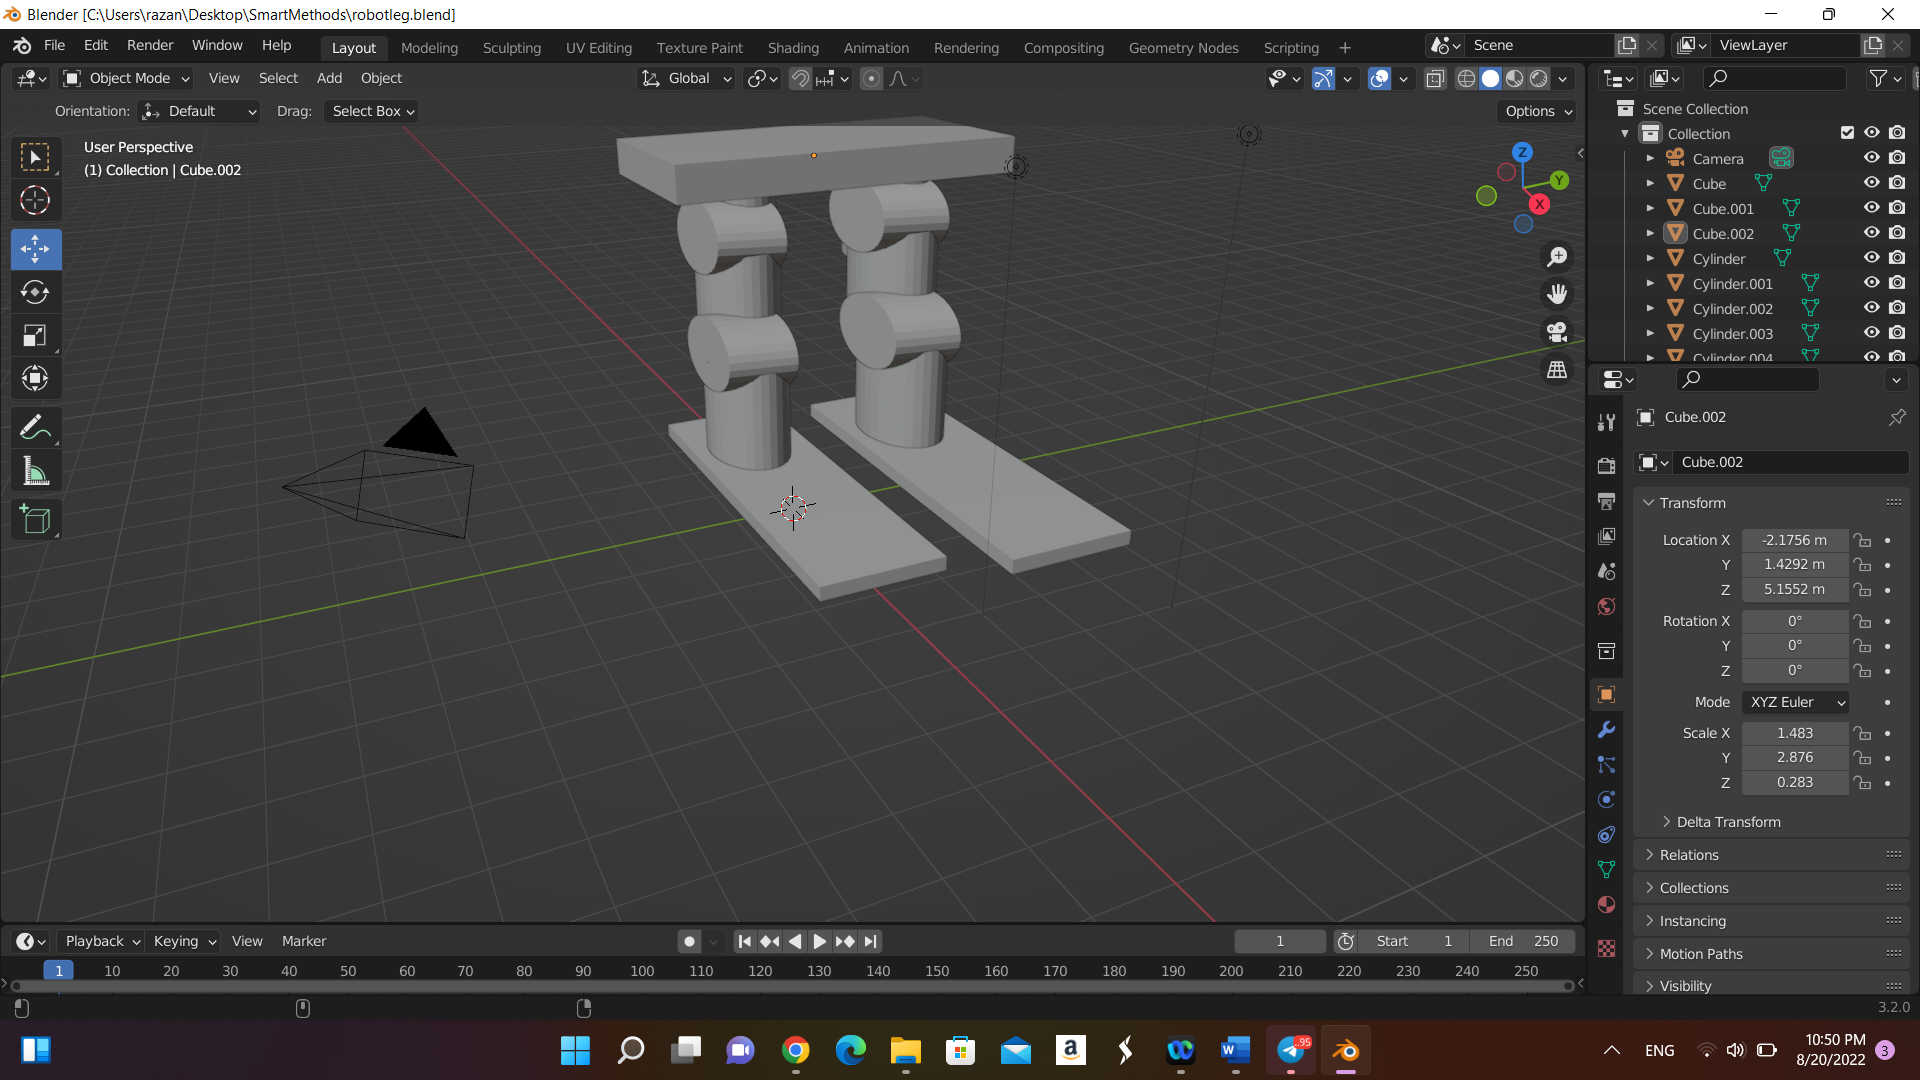 Blender [C:\Users\razan\Desktop\SmartMethods\robotleg.blend]
File Edit Render Window Help Layout Modeling Sculpting UV Editing Texture Paint Shading Animation Rendering Compositing Geometry Nodes Scripting + Scene ViewLayer
Object Mode View Select Add Object Global
Orientation: Default Drag: Select Box Options
User Perspective
(1) Collection | Cube.002
Z
Y
X
Scene Collection
Collection
Camera
Cube
Cube.001
Cube.002
Cylinder
Cylinder.001
Cylinder.002
Cylinder.003
Cylinder.004
Cube.002
Cube.002
Transform
Location X -2.1756 m
Y 1.4292 m
Z 5.1552 m
Rotation X 0°
Y 0°
Z 0°
Mode XYZ Euler
Scale X 1.483
Y 2.876
Z 0.283
Delta Transform
Relations
Collections
Instancing
Motion Paths
Visibility
Playback Keying View Marker 1 Start 1 End 250
1 10 20 30 40 50 60 70 80 90 100 110 120 130 140 150 160 170 180 190 200 210 220 230 240 250
3.2.0
a W 95 ENG 10:50 PM
8/20/2022 3